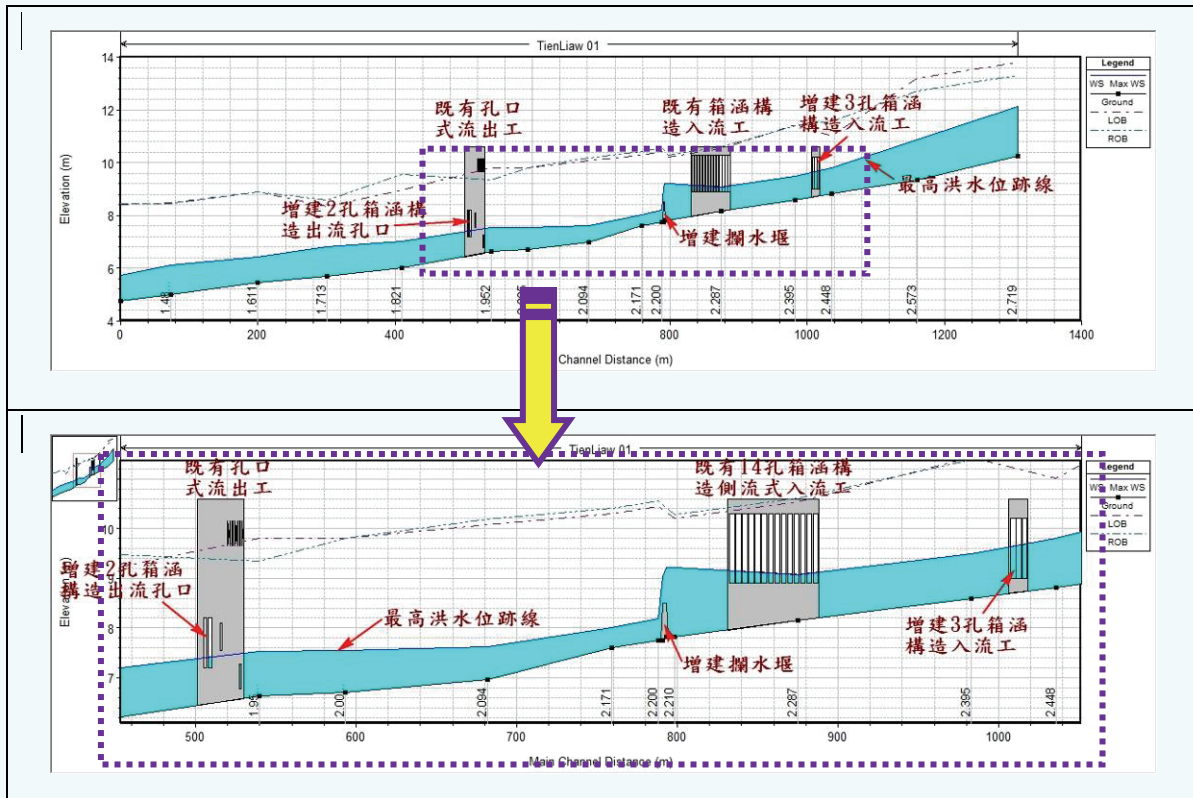 TienLiaw 01
14
12
10
8
6
4
Elevation (m)
既有孔口
式流出工
增建2孔箱涵構
造出流孔口
既有箱涵構
造入流工
增建3孔箱涵
構造入流工
最高洪水位跡線
增建攔水堰
Legend
WS Max WS
Ground
LOB
ROB
1.611
1.713
1.821
1.952
2.094
2.171
2.200
2.287
2.395
2.448
2.573
2.719
0
200
400
800
1000
1200
1400
Channel Distance (m)
TienLiaw 01
既有孔口
式流出工
增建2孔箱涵
構造出流孔口
最高洪水位跡線
既有14孔箱涵構
造側流式入流工
增建攔水堰
增建3孔箱涵
構造入流工
Legend
WS Max WS
Ground
LOB
ROB
10
8
7
2.094
2.171
2.200
2.210
2.287
2.395
2.448
500
600
700
800
900
1000
Main Channel Distance (m)